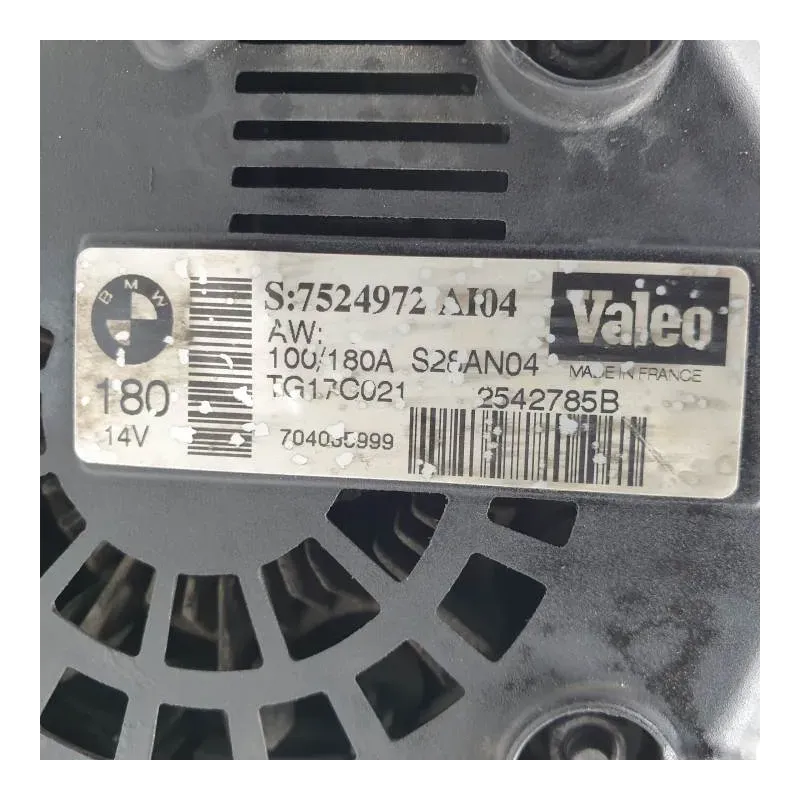 BMW
S:7524972 AI04
Valeo
AW:
100/180A S28AN04
MADE IN FRANCE
180
TG17C021
2542785B
14V